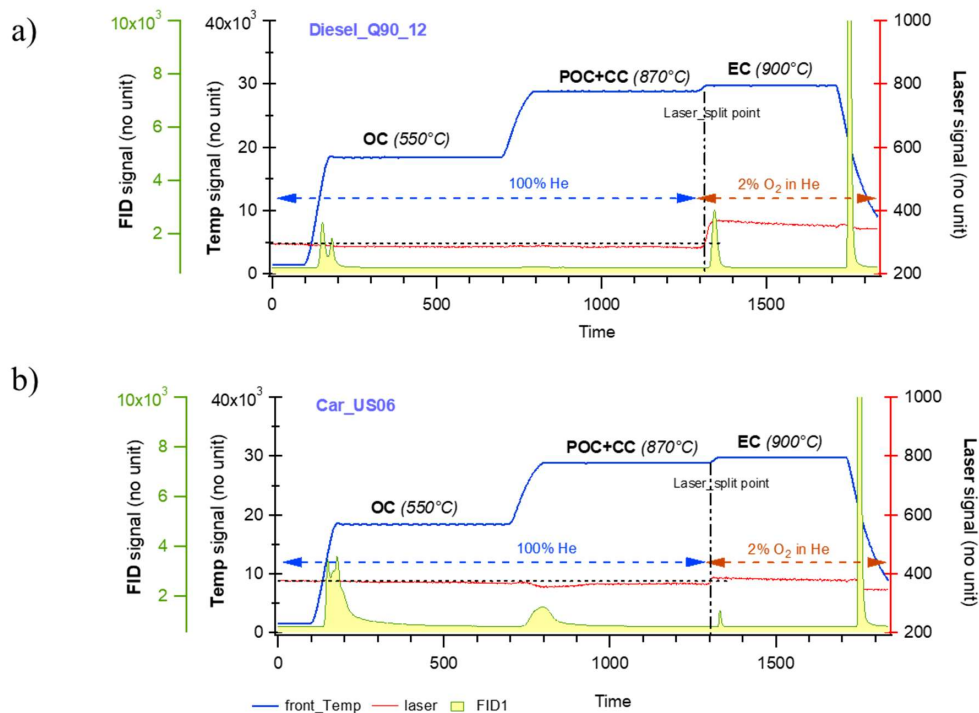 a)
Diesel_Q90_12
10x10³
8
6
4
2
FID signal (no unit)
40x10³
30
20
10
0
Temp signal (no unit)
OC (550°C)
POC+CC (870°C)
EC (900°C)
Laser_split point
100% He
2% O₂ in He
1000
800
600
400
200
Laser signal (no unit)
0
500
1000
1500
Time
b)
Car_US06
10x10³
8
6
4
2
FID signal (no unit)
40x10³
30
20
10
0
Temp signal (no unit)
OC (550°C)
POC+CC (870°C)
EC (900°C)
Laser_split point
100% He
2% O₂ in He
1000
800
600
400
200
Laser signal (no unit)
0
500
1000
1500
Time
front_Temp
laser
FID1